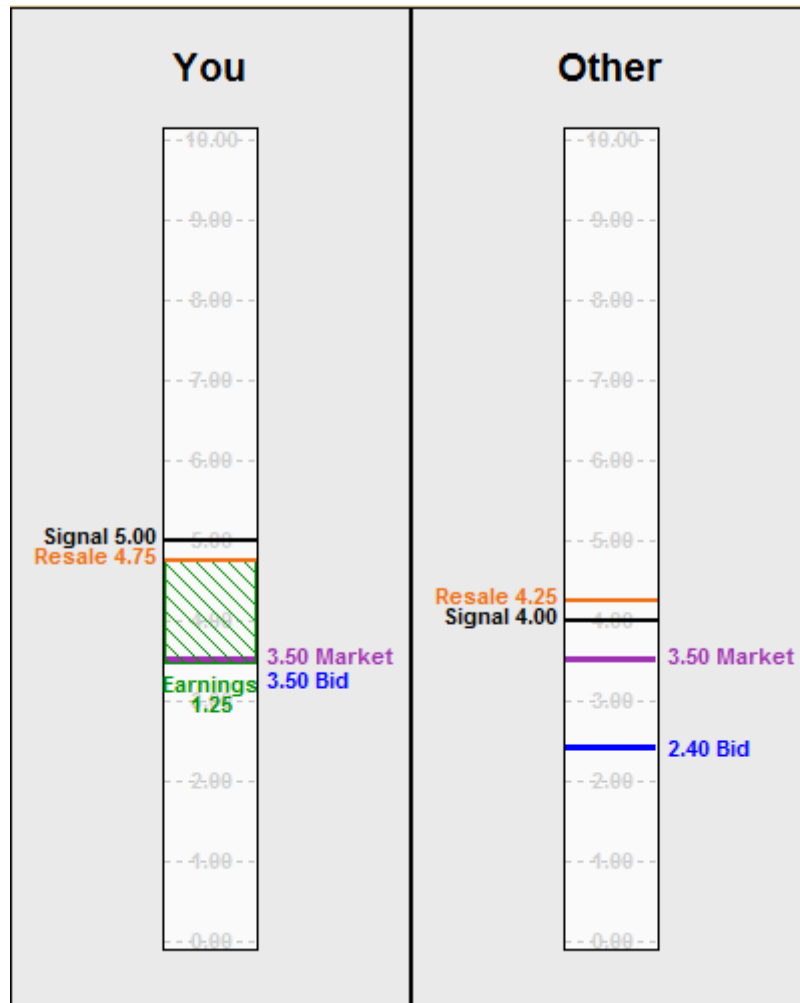 You
10.00
9.00
8.00
7.00
6.00
Signal 5.00
5.00
Resale 4.75
4.00
3.50 Market
3.50 Bid
Earnings
1.25
3.00
2.00
1.00
0.00
Other
10.00
9.00
8.00
7.00
6.00
5.00
Resale 4.25
Signal 4.00
4.00
3.50 Market
3.00
2.40 Bid
2.00
1.00
0.00